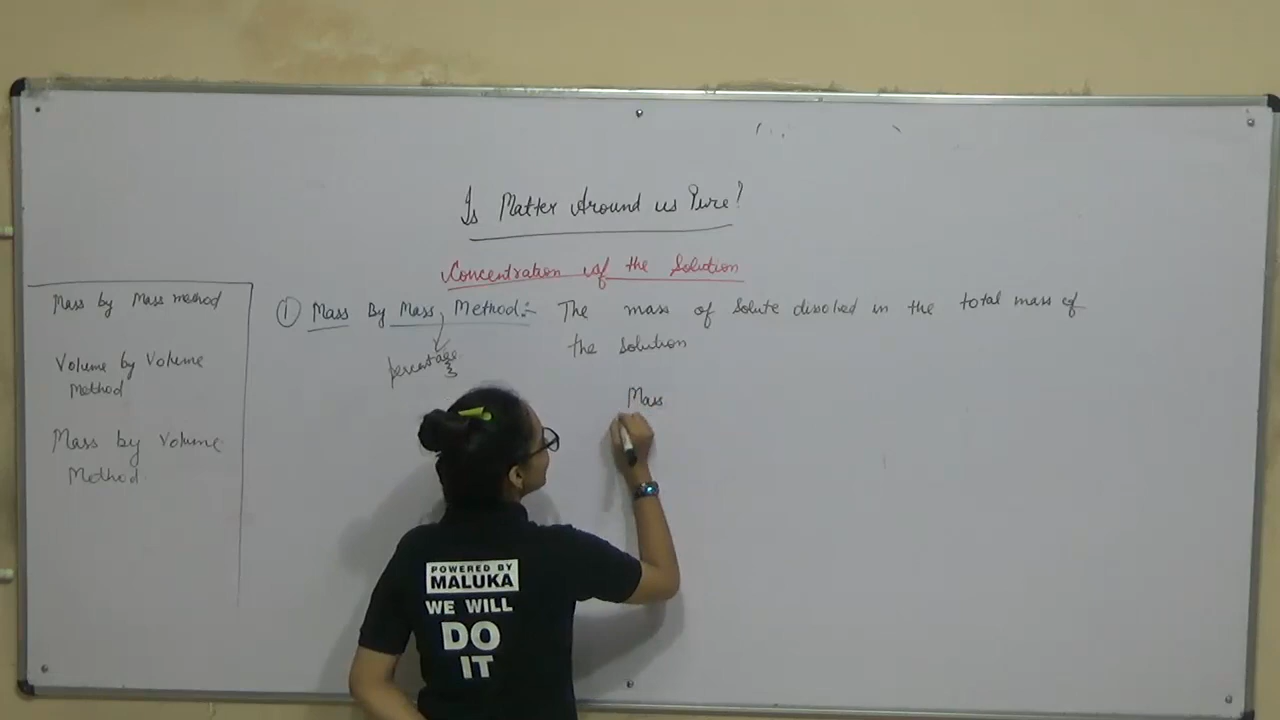 Is Matter Around us Pure?
Concentration of the Solution
Mass by Mass method
Volume by Volume
Method
Mass by Volume
Method
① Mass By Mass, Method:- The mass of Solute disolved in the total mass of
the Solution
percentage
Mass
POWERED BY
MALUKA
WE WILL
DO
IT